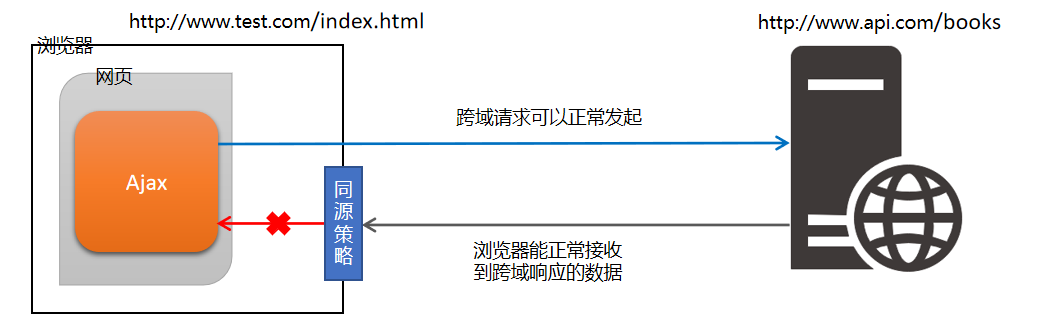 http://www.test.com/index.html
http://www.api.com/books
浏览器
网页
跨域请求可以正常发起
Ajax
同源策略
浏览器能正常接收
到跨域响应的数据